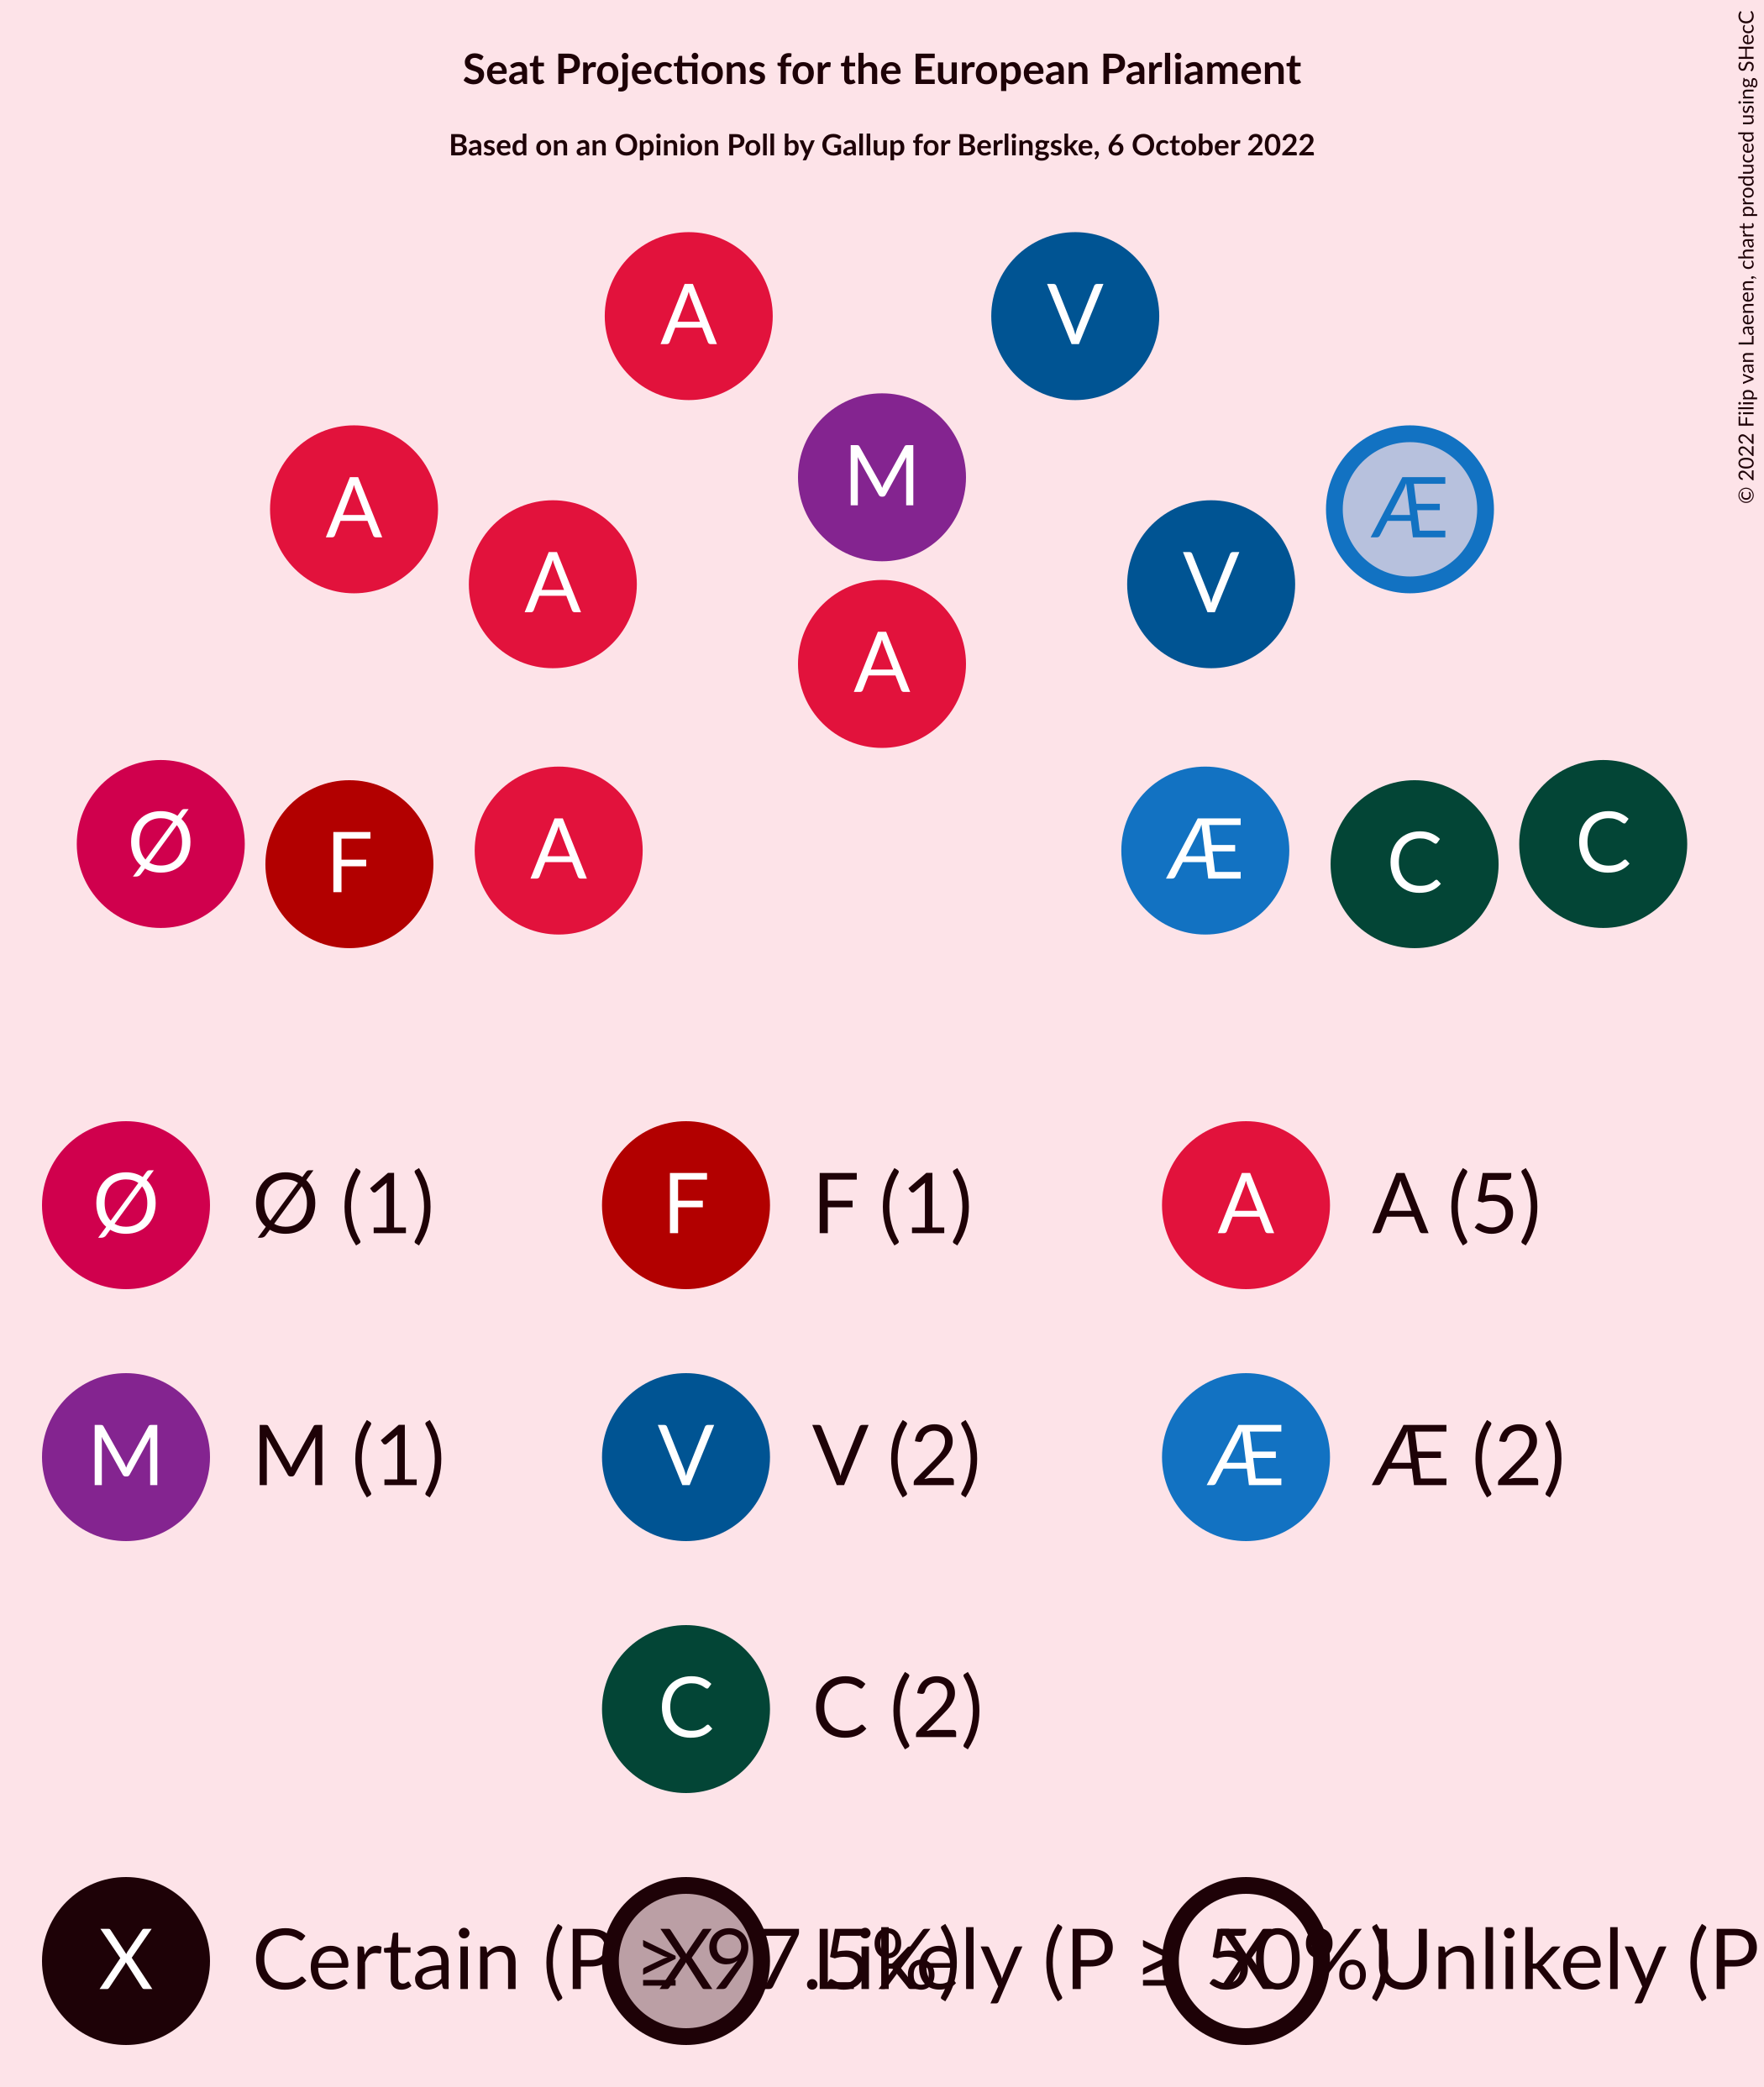 Seat Projections for the European Parliament
Based on an Opinion Poll by Gallup for Berlingske, 6 October 2022
© 2022 Filip van Laenen, chart produced using SHecC
A V
M
A Æ
A V
A
Ø C
A Æ
F C
Ø Ø (1) F F (1) A A (5)
M M (1) V V (2) Æ Æ (2)
C C (2)
X Certain (P ≥ 97.5%) X Likely (P ≥ 50%) X Unlikely (P